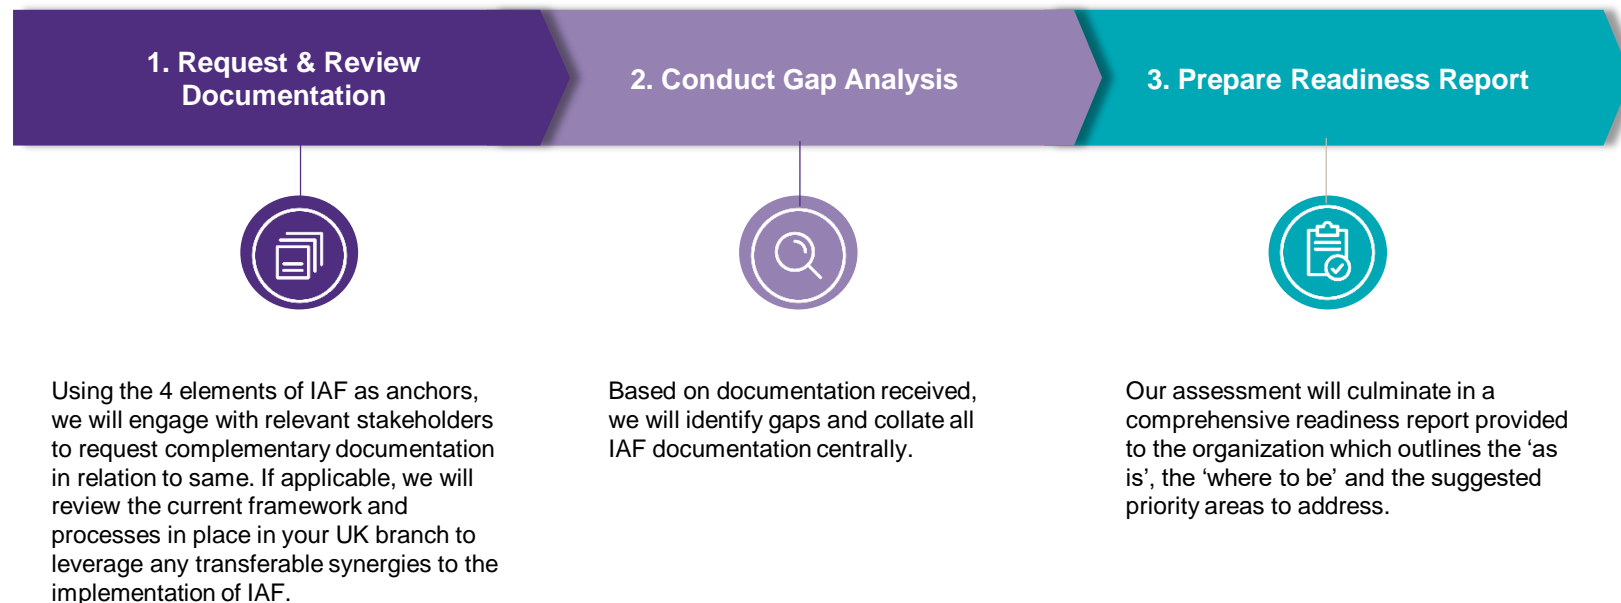 1. Request & Review
Documentation
2. Conduct Gap Analysis
3. Prepare Readiness Report
Using the 4 elements of IAF as anchors,
we will engage with relevant stakeholders
to request complementary documentation
in relation to same. If applicable, we will
review the current framework and
processes in place in your UK branch to
leverage any transferable synergies to the
implementation of IAF.
Based on documentation received,
we will identify gaps and collate all
IAF documentation centrally.
Our assessment will culminate in a
comprehensive readiness report provided
to the organization which outlines the ‘as
is’, the ‘where to be’ and the suggested
priority areas to address.